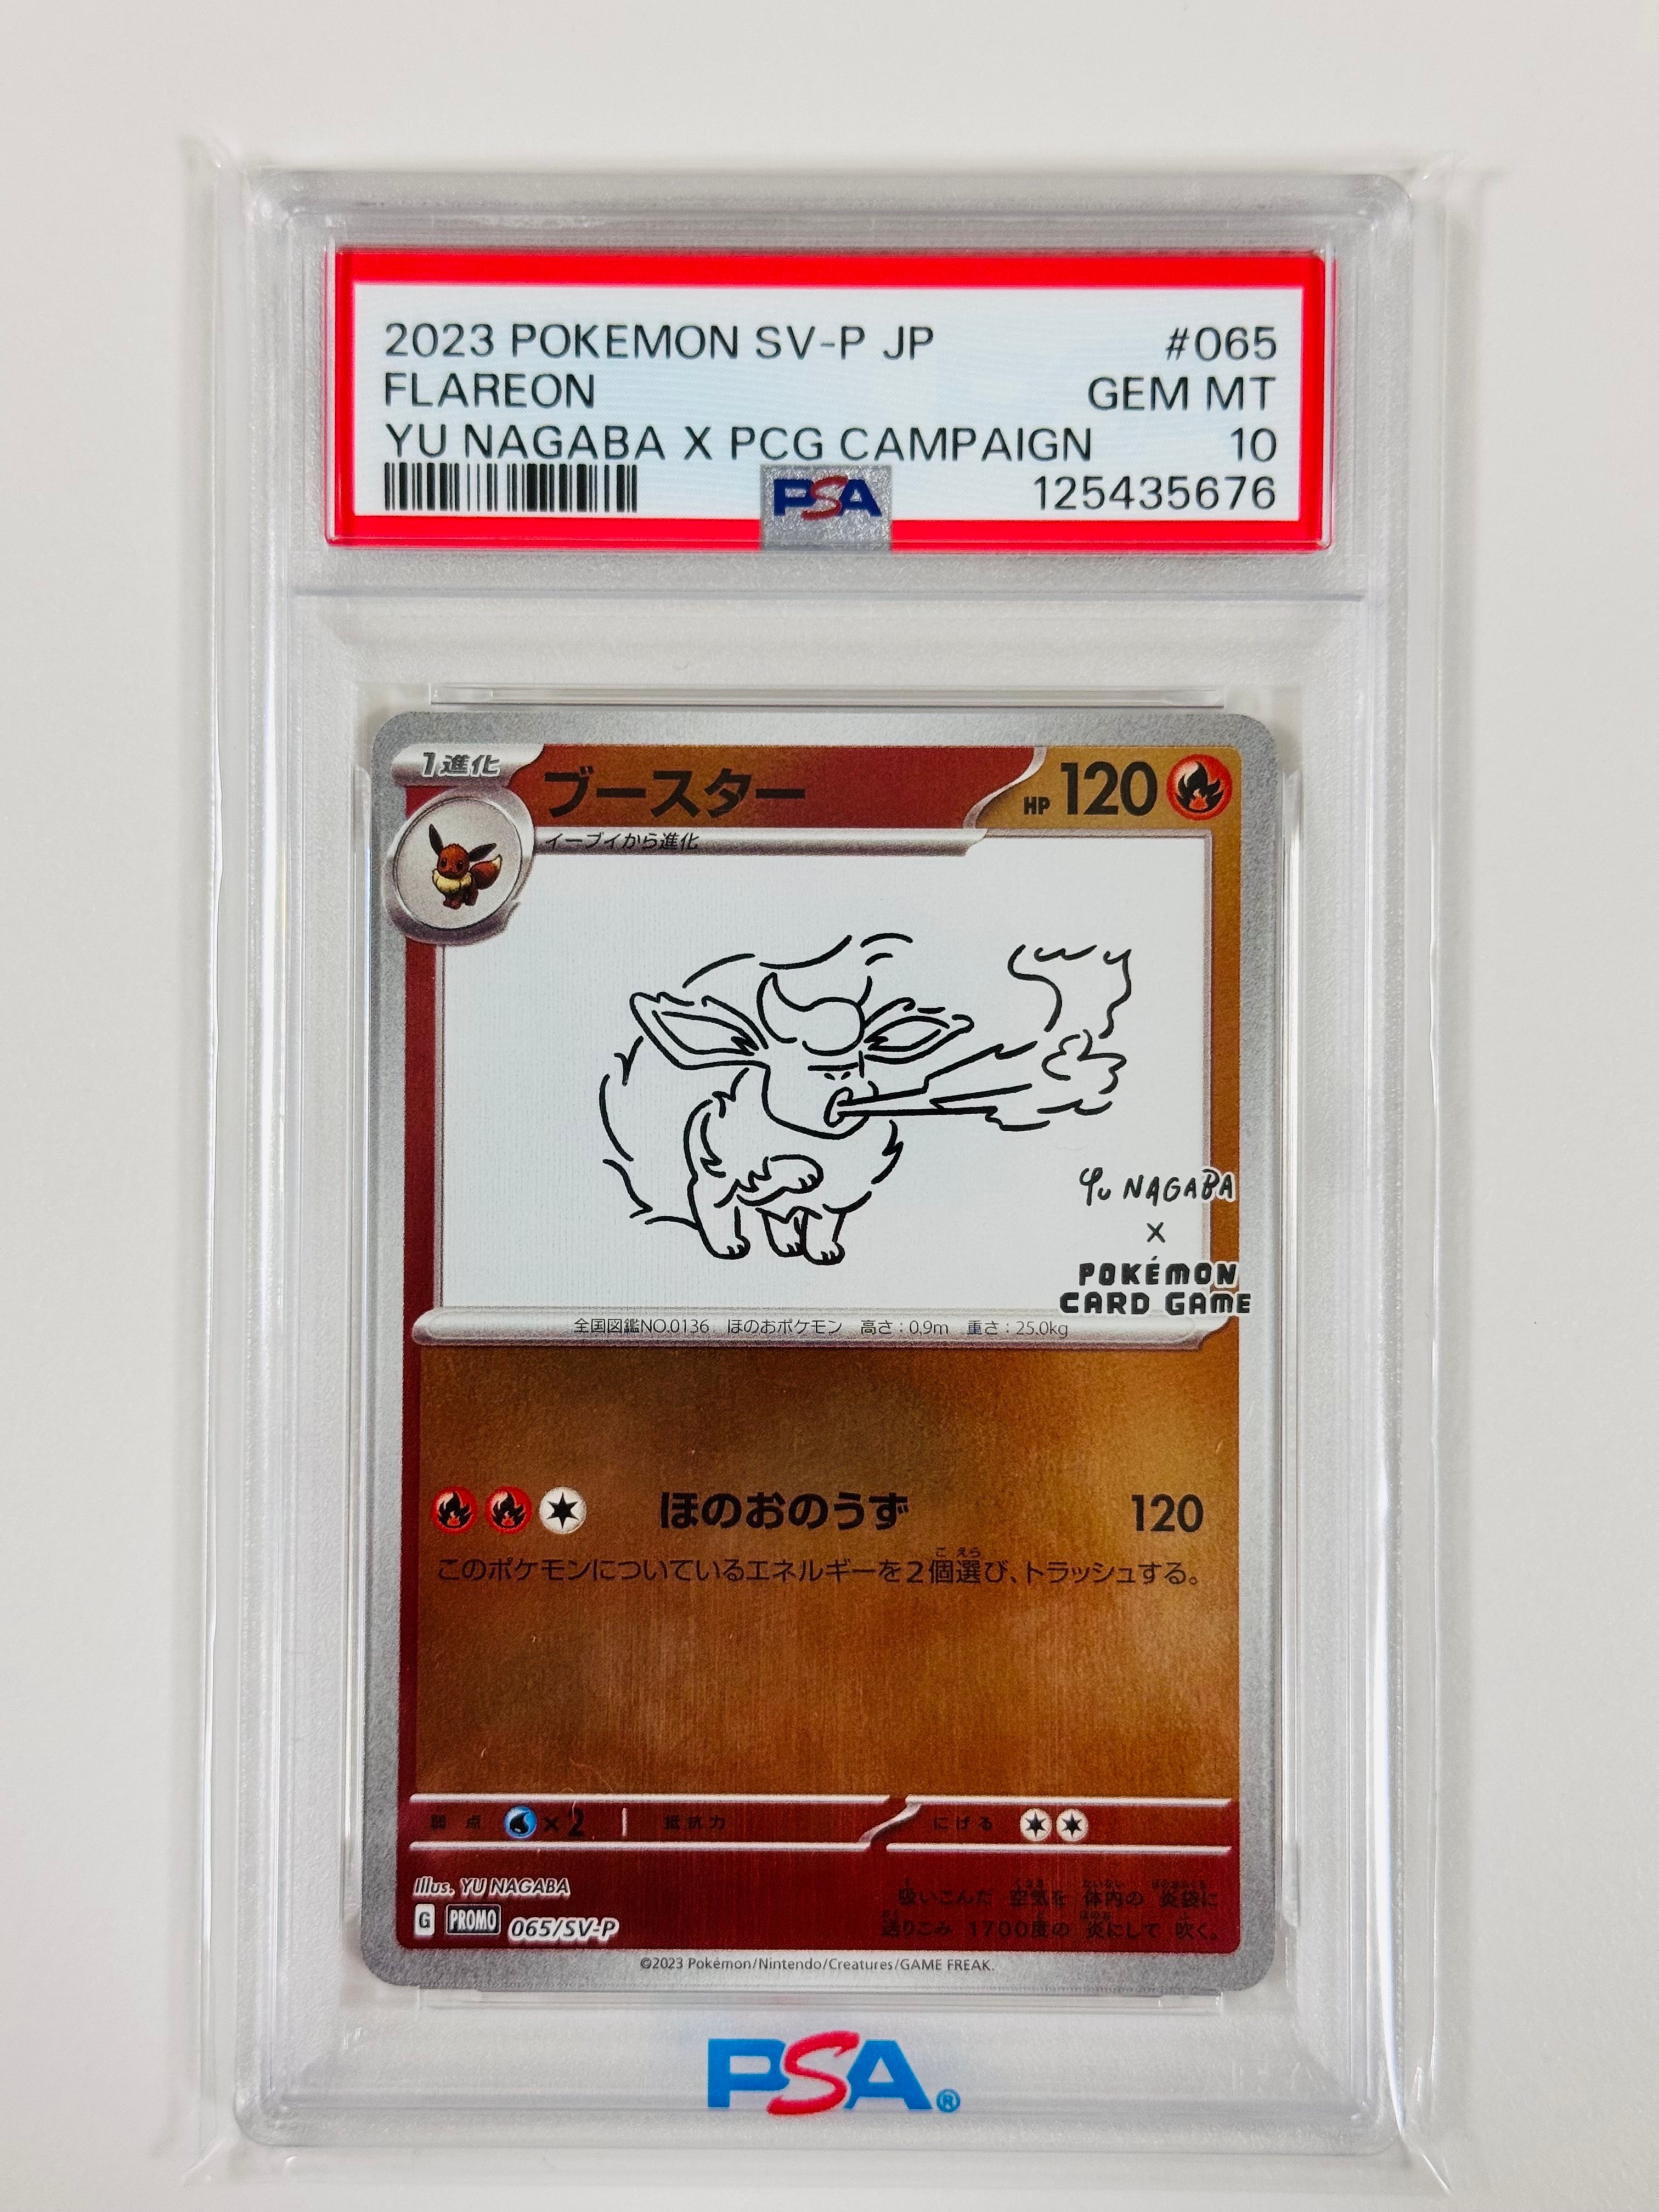 2023 POKEMON SV-P JP #065
FLAREON GEM MT
YU NAGABA X PCG CAMPAIGN 10
PSA 125435676
1進化 ブースター HP 120
イーブイから進化
YU NAGABA
×
POKÉMON
CARD GAME
全国図鑑NO.0136 ほのおポケモン 高さ:0.9m 重さ:25.0kg
ほのおのうず 120
このポケモンについているエネルギーを2個選び、トラッシュする。
弱点 ×2 抵抗力 にげる
Illus. YU NAGABA
吸いこんだ 空気を 体内の 炎袋に
送りこみ 1700度の 炎にして 吹く。
G PROMO 065/SV-P
©2023 Pokémon/Nintendo/Creatures/GAME FREAK.
PSA®